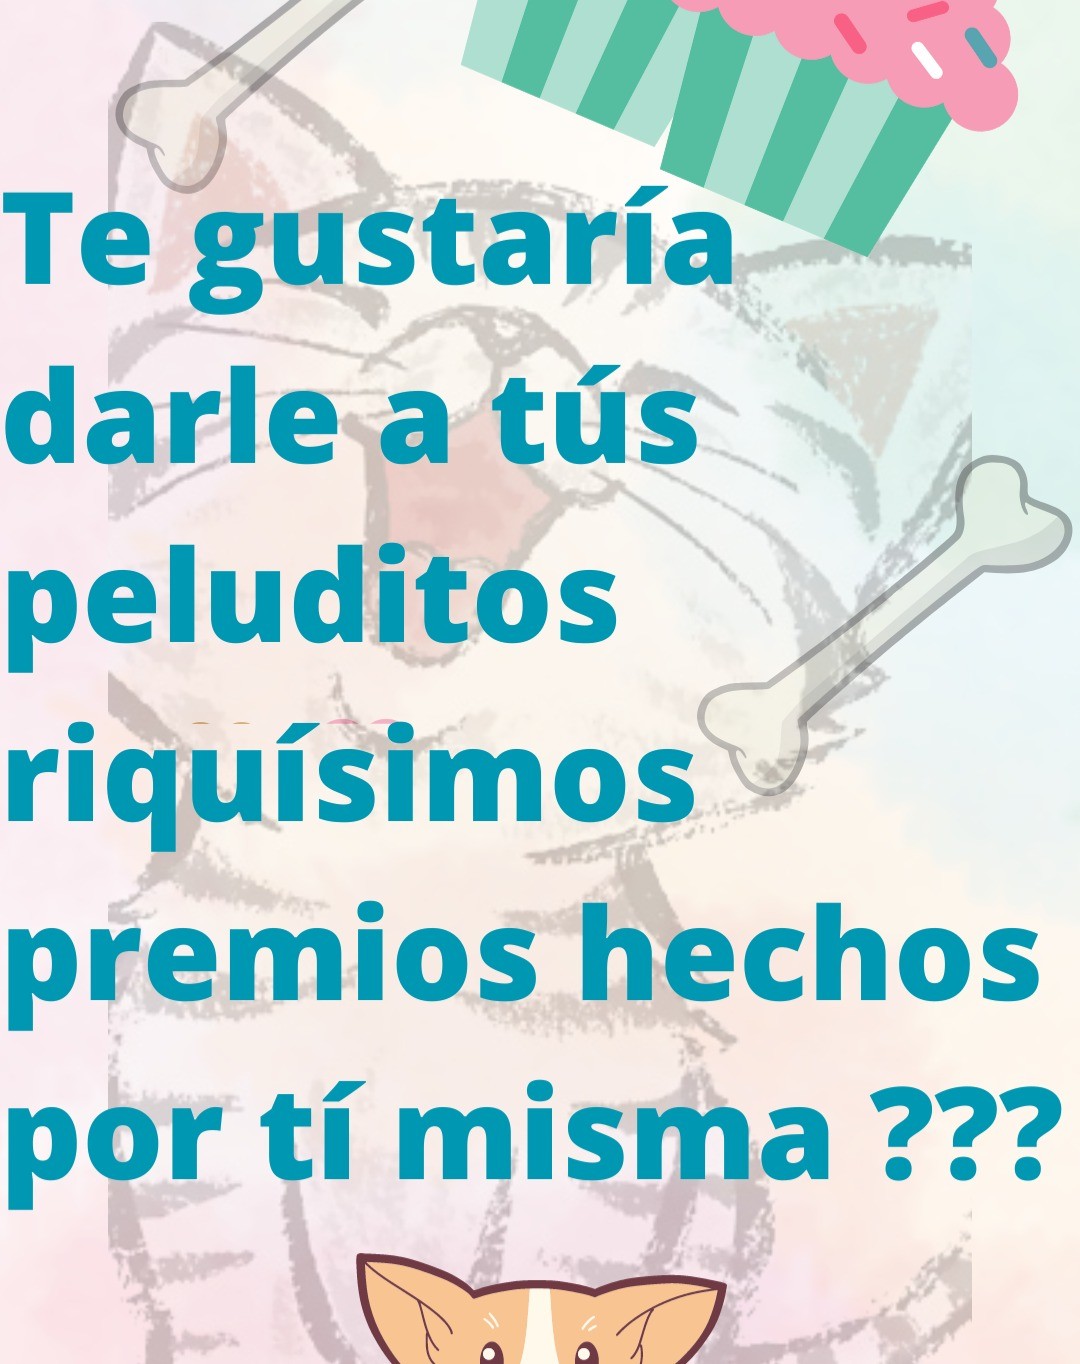 Te gustaría
darle a tús
peluditos
riquísimos
premios hechos
por tí misma ???